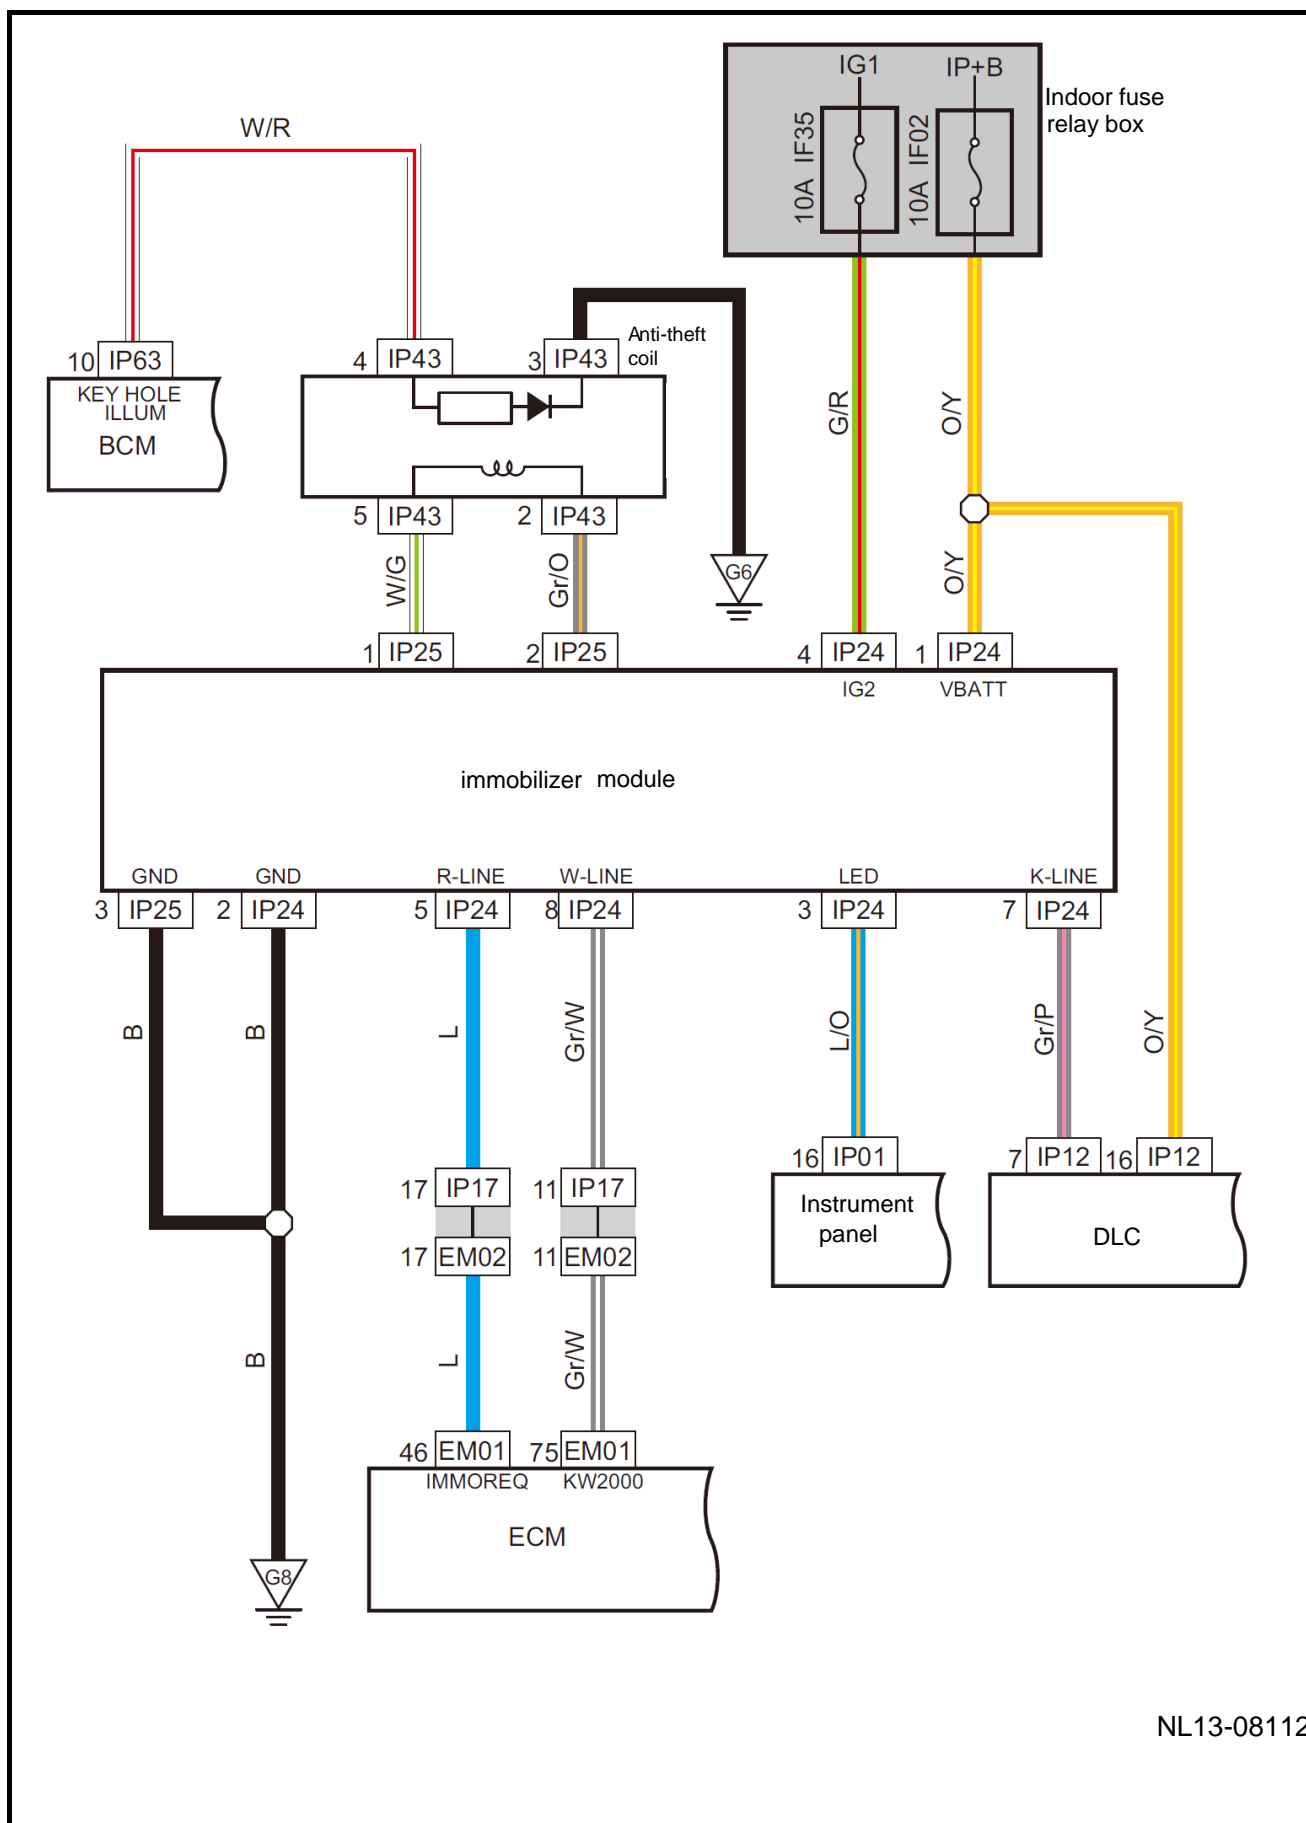 IG1
IP+B
Indoor fuse
relay box
10A IF35
10A IF02
W/R
Anti-theft
coil
10 IP63
4 IP43
3 IP43
KEY HOLE
ILLUM
BCM
G/R
O/Y
5 IP43
2 IP43
W/G
Gr/O
G6
O/Y
1 IP25
2 IP25
4 IP24
1 IP24
IG2
VBATT
immobilizer module
GND
GND
R-LINE
W-LINE
LED
K-LINE
3 IP25
2 IP24
5 IP24
8 IP24
3 IP24
7 IP24
B
B
L
Gr/W
L/O
Gr/P
O/Y
16 IP01
7 IP12
16 IP12
17 IP17
11 IP17
Instrument
panel
DLC
17 EM02
11 EM02
B
L
Gr/W
46 EM01
75 EM01
IMMOREQ
KW2000
ECM
G8
NL13-08112